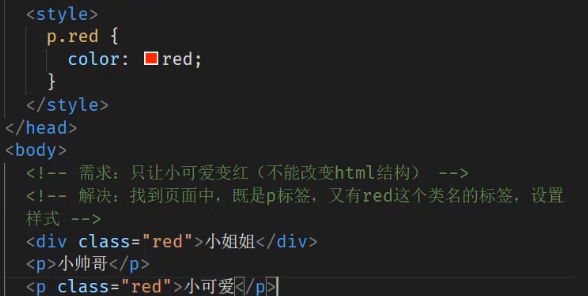 <style>
p.red {
color: red;
}
</style>
</head>
<body>
<!-- 需求：只让小可爱变红（不能改变html结构） -->
<!-- 解决：找到页面中，既是p标签，又有red这个类名的标签，设置
样式 -->
<div class="red">小姐姐</div>
<p>小帅哥</p>
<p class="red">小可爱</p>